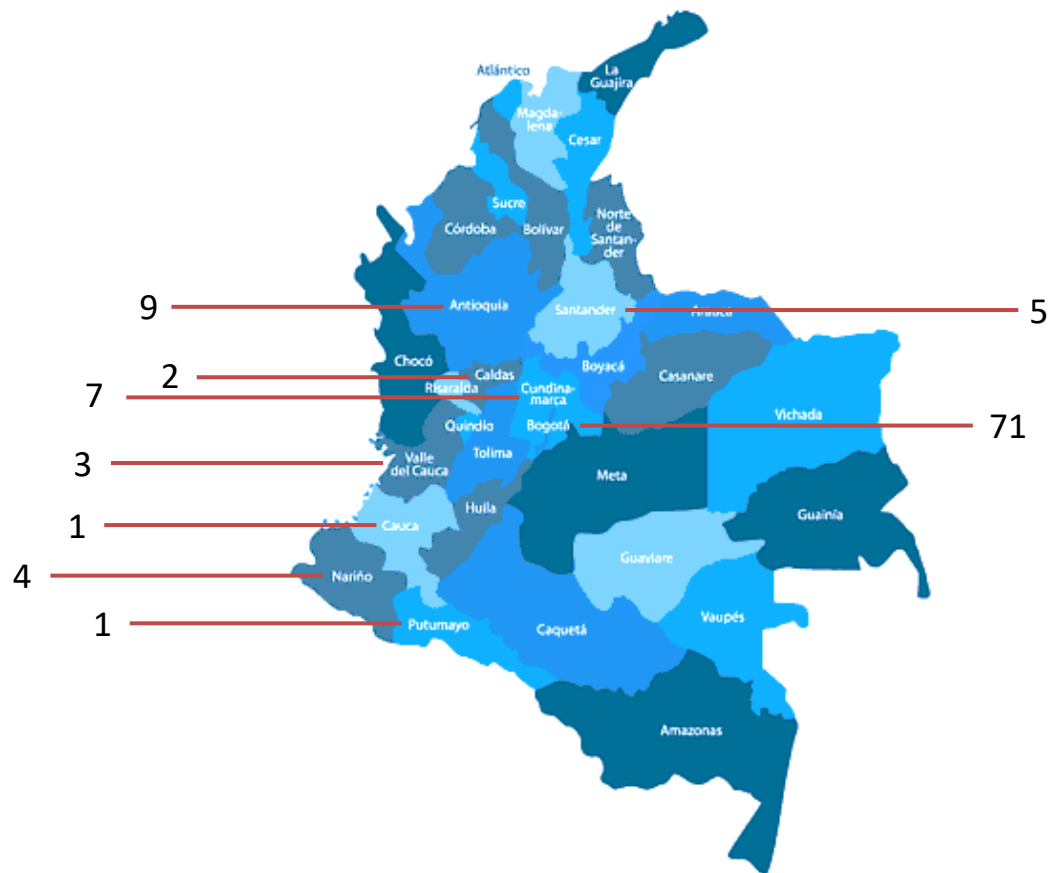 Atlántico
La
Guajira
Magda-
lena
Cesar
Sucre
Córdoba
Bolívar
Norte
de
Santan-
der
9
Antioquía
Santander
Arauca
5
Chocó
2
Caldas
Risaralda
Boyacá
Casanare
7
Cundina-
marca
Vichada
Quindío
Bogotá
71
3
Valle
del Cauca
Tolima
Meta
1
Cauca
Huila
Guainía
4
Nariño
Guaviare
1
Putumayo
Caquetá
Vaupés
Amazonas